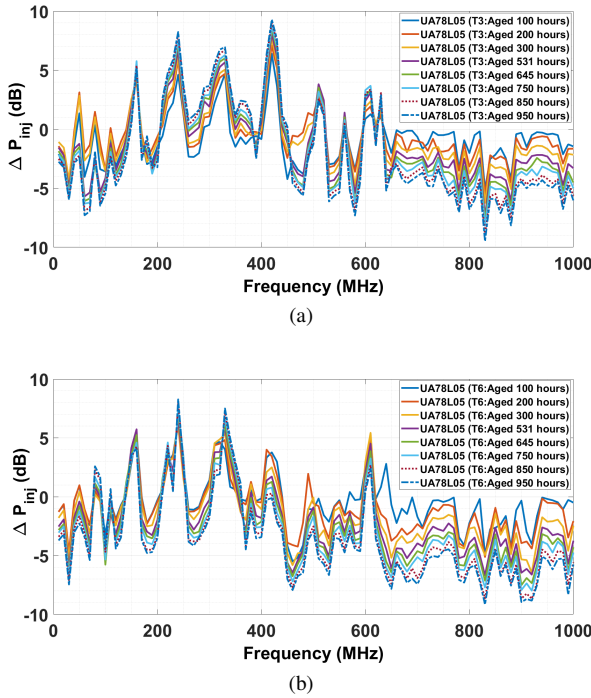 10
5
0
-5
-10
Δ P_inj (dB)
UA78L05 (T3:Aged 100 hours)
UA78L05 (T3:Aged 200 hours)
UA78L05 (T3:Aged 300 hours)
UA78L05 (T3:Aged 531 hours)
UA78L05 (T3:Aged 645 hours)
UA78L05 (T3:Aged 750 hours)
UA78L05 (T3:Aged 850 hours)
UA78L05 (T3:Aged 950 hours)
0 200 400 600 800 1000
Frequency (MHz)
(a)
10
5
0
-5
-10
Δ P_inj (dB)
UA78L05 (T6:Aged 100 hours)
UA78L05 (T6:Aged 200 hours)
UA78L05 (T6:Aged 300 hours)
UA78L05 (T6:Aged 531 hours)
UA78L05 (T6:Aged 645 hours)
UA78L05 (T6:Aged 750 hours)
UA78L05 (T6:Aged 850 hours)
UA78L05 (T6:Aged 950 hours)
0 200 400 600 800 1000
Frequency (MHz)
(b)